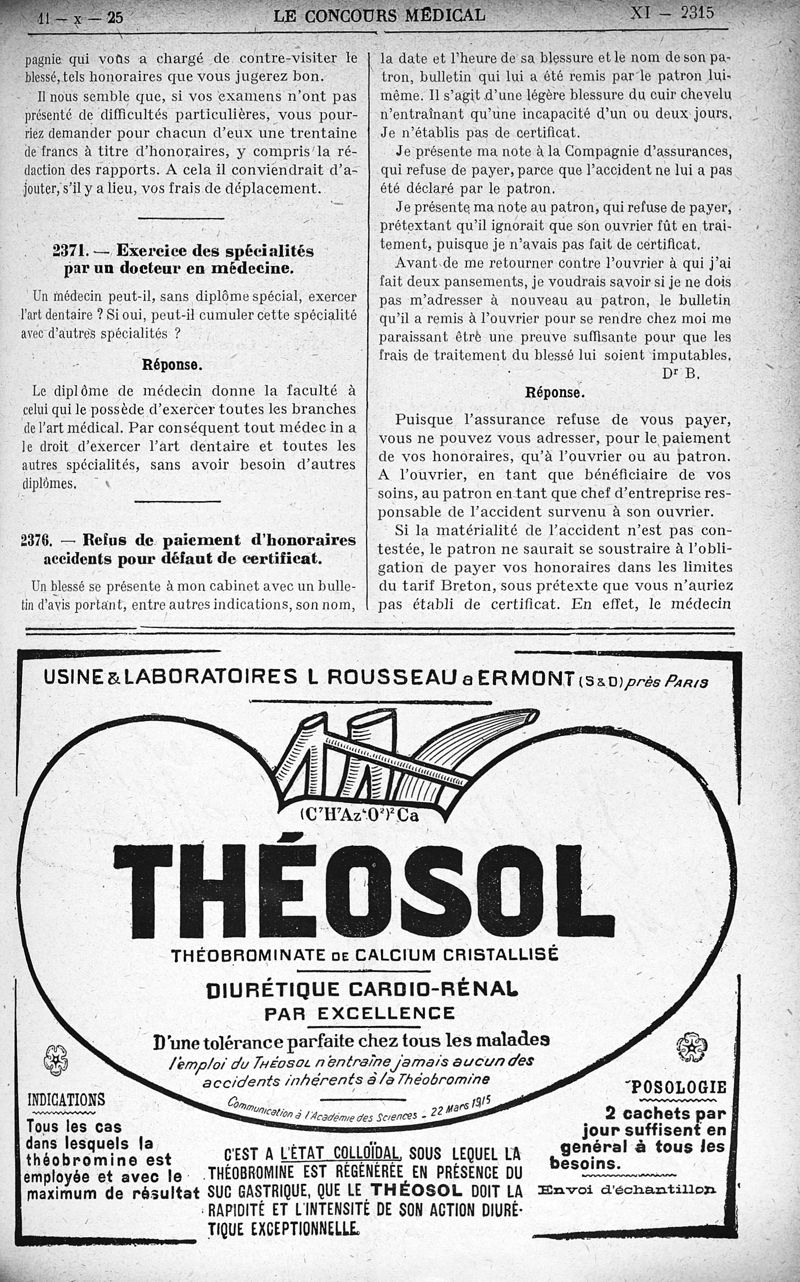 11 — x — 25
LE CONCOURS MÉDICAL
XI — 2315
pagnie qui vous a chargé de contre-visiter le
blessé, tels honoraires que vous jugerez bon.
Il nous semble que, si vos examens n'ont pas
présenté de difficultés particulières, vous pour-
riez demander pour chacun d'eux une trentaine
de francs à titre d'honoraires, y compris la ré-
daction des rapports. A cela il conviendrait d'a-
jouter, s'il y a lieu, vos frais de déplacement.
2371. — Exercice des spécialités
par un docteur en médecine.
Un médecin peut-il, sans diplôme spécial, exercer
l'art dentaire ? Si oui, peut-il cumuler cette spécialité
avec d'autres spécialités ?
Réponse.
Le diplôme de médecin donne la faculté à
celui qui le possède d'exercer toutes les branches
de l'art médical. Par conséquent tout médec in a
le droit d'exercer l'art dentaire et toutes les
autres spécialités, sans avoir besoin d'autres
diplômes.
2376. — Refus de paiement d'honoraires
accidents pour défaut de certificat.
Un blessé se présente à mon cabinet avec un bulle-
tin d'avis portant, entre autres indications, son nom,
la date et l'heure de sa blessure et le nom de son pa-
tron, bulletin qui lui a été remis par le patron lui-
même. Il s'agit d'une légère blessure du cuir chevelu
n'entraînant qu'une incapacité d'un ou deux jours.
Je n'établis pas de certificat.
Je présente ma note à la Compagnie d'assurances,
qui refuse de payer, parce que l'accident ne lui a pas
été déclaré par le patron.
Je présente ma note au patron, qui refuse de payer,
prétextant qu'il ignorait que son ouvrier fût en trai-
tement, puisque je n'avais pas fait de certificat.
Avant de me retourner contre l'ouvrier à qui j'ai
fait deux pansements, je voudrais savoir si je ne dois
pas m'adresser à nouveau au patron, le bulletin
qu'il a remis à l'ouvrier pour se rendre chez moi me
paraissant être une preuve suffisante pour que les
frais de traitement du blessé lui soient imputables.
Dr B.
Réponse.
Puisque l'assurance refuse de vous payer,
vous ne pouvez vous adresser, pour le paiement
de vos honoraires, qu'à l'ouvrier ou au patron.
A l'ouvrier, en tant que bénéficiaire de vos
soins, au patron en tant que chef d'entreprise res-
ponsable de l'accident survenu à son ouvrier.
Si la matérialité de l'accident n'est pas con-
testée, le patron ne saurait se soustraire à l'obli-
gation de payer vos honoraires dans les limites
du tarif Breton, sous prétexte que vous n'auriez
pas établi de certificat. En effet, le médecin
USINE & LABORATOIRES L ROUSSEAU a ERMONT (S & O) près PARIS
(C⁷H⁷Az⁴O²)² Ca
THÉOSOL
THÉOBROMINATE DE CALCIUM CRISTALLISÉ
DIURÉTIQUE CARDIO-RÉNAL
PAR EXCELLENCE
D'une tolérance parfaite chez tous les malades
l'emploi du THÉOSOL n'entraîne jamais aucun des
accidents inhérents à la Théobromine
Communication à l'Académie des Sciences - 22 Mars 1915
INDICATIONS
Tous les cas
dans lesquels la
théobromine est
employée et avec le
maximum de résultat
C'EST A L'ÉTAT COLLOÏDAL, SOUS LEQUEL LA
THÉOBROMINE EST RÉGÉNÉRÉE EN PRÉSENCE DU
SUC GASTRIQUE, QUE LE THÉOSOL DOIT LA
RAPIDITÉ ET L'INTENSITÉ DE SON ACTION DIURÉ-
TIQUE EXCEPTIONNELLE.
POSOLOGIE
2 cachets par
jour suffisent en
général à tous les
besoins.
Envoi d'échantillon